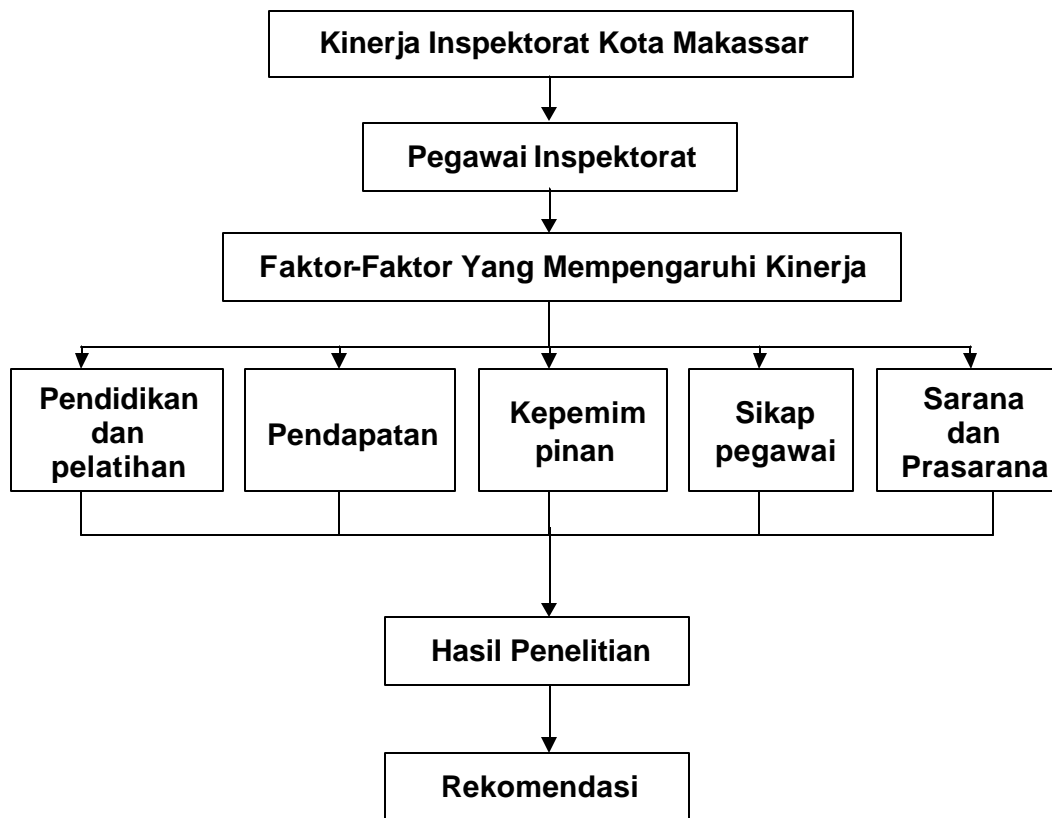 Kinerja Inspektorat Kota Makassar
Pegawai Inspektorat
Faktor-Faktor Yang Mempengaruhi Kinerja
Pendidikan
dan
pelatihan
Pendapatan
Kepemim
pinan
Sikap
pegawai
Sarana
dan
Prasarana
Hasil Penelitian
Rekomendasi